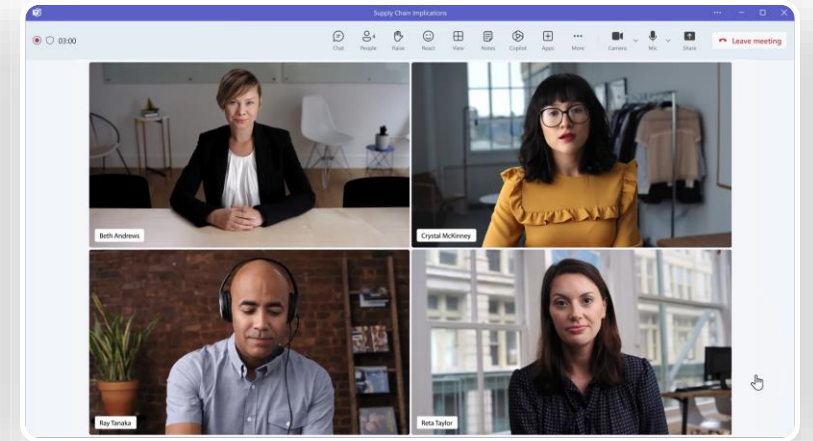 Supply Chain Implications
03:00
Chat
People 4
Raise
React
View
Notes
Copilot
Apps
More
Camera
Mic
Share
Leave meeting
Beth Andrews
Crystal McKinney
Ray Tanaka
Reta Taylor